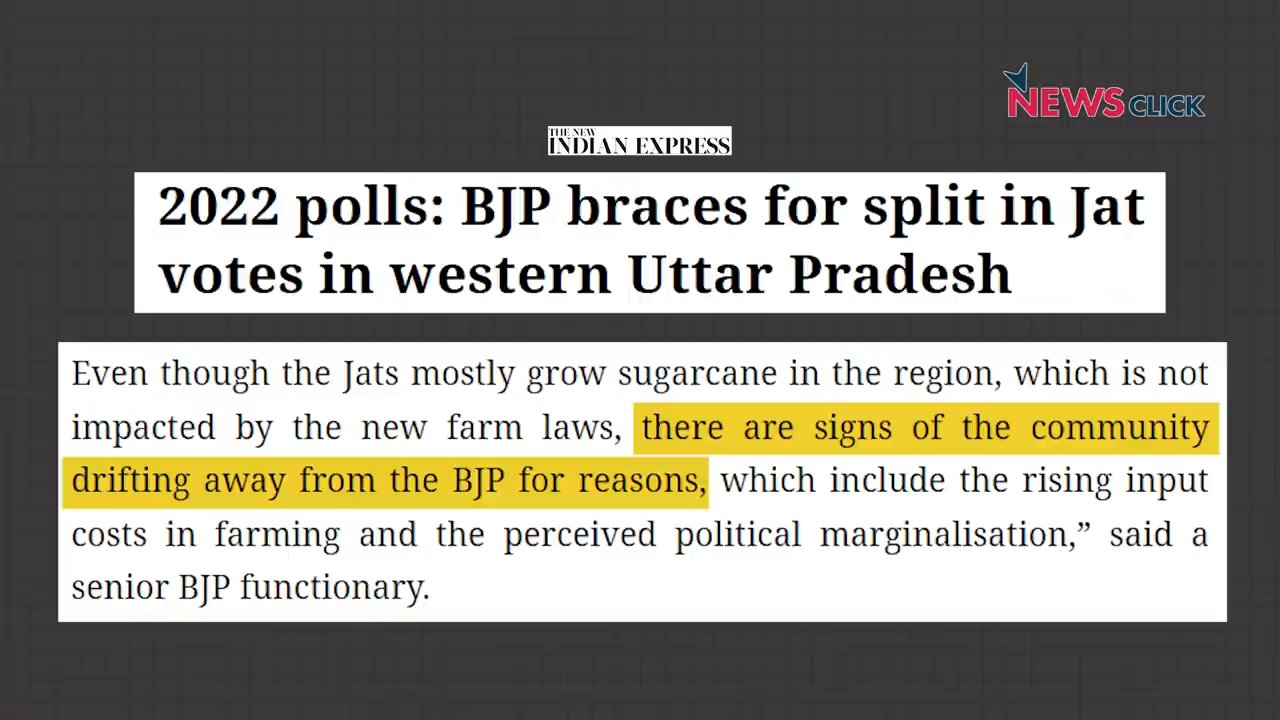 NEWSCLICK
THE NEW
INDIAN EXPRESS
2022 polls: BJP braces for split in Jat
votes in western Uttar Pradesh
Even though the Jats mostly grow sugarcane in the region, which is not
impacted by the new farm laws, there are signs of the community
drifting away from the BJP for reasons, which include the rising input
costs in farming and the perceived political marginalisation,” said a
senior BJP functionary.